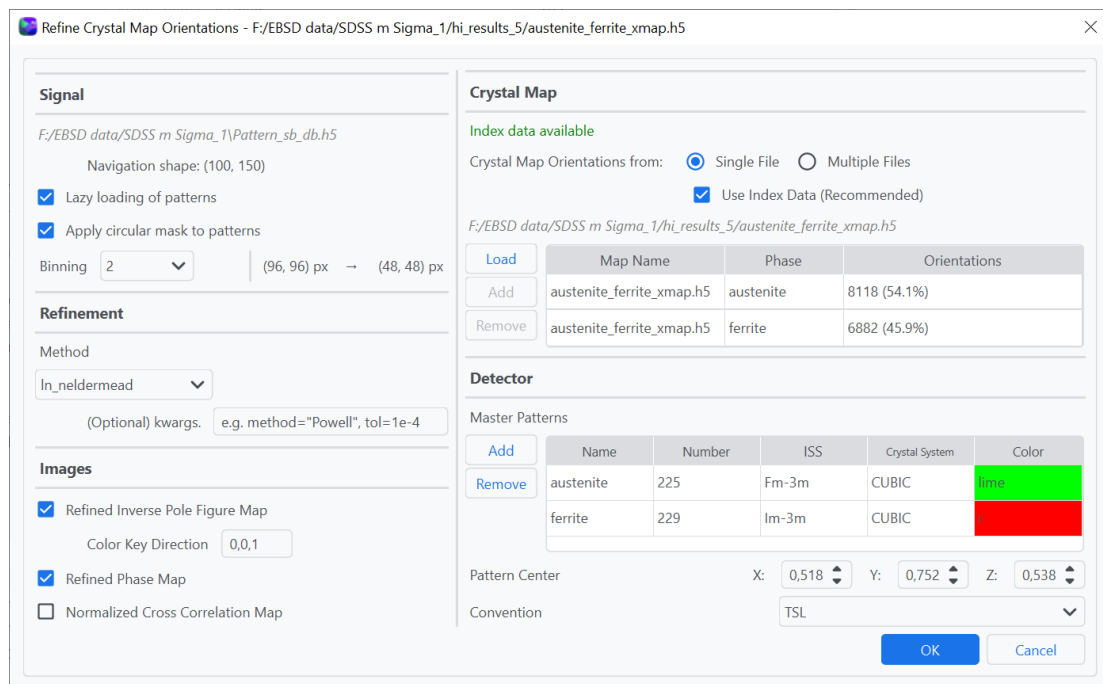 Refine Crystal Map Orientations - F:/EBSD data/SDSS m Sigma_1/hi_results_5/austenite_ferrite_xmap.h5
Signal
F:/EBSD data/SDSS m Sigma_1\Pattern_sb_db.h5
Navigation shape: (100, 150)
Lazy loading of patterns
Apply circular mask to patterns
Binning 2 (96, 96) px → (48, 48) px
Refinement
Method
ln_neldermead
(Optional) kwargs. e.g. method="Powell", tol=1e-4
Images
Refined Inverse Pole Figure Map
Color Key Direction 0,0,1
Refined Phase Map
Normalized Cross Correlation Map
Crystal Map
Index data available
Crystal Map Orientations from: Single File Multiple Files
Use Index Data (Recommended)
F:/EBSD data/SDSS m Sigma_1/hi_results_5/austenite_ferrite_xmap.h5
Load
Add
Remove
Map Name Phase Orientations
austenite_ferrite_xmap.h5 austenite 8118 (54.1%)
austenite_ferrite_xmap.h5 ferrite 6882 (45.9%)
Detector
Master Patterns
Add
Remove
Name Number ISS Crystal System Color
austenite 225 Fm-3m CUBIC lime
ferrite 229 Im-3m CUBIC r
Pattern Center X: 0,518 Y: 0,752 Z: 0,538
Convention TSL
OK Cancel